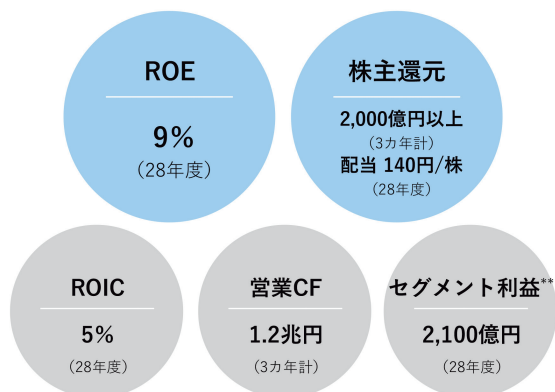 ROE
9%
（28年度）
株主還元
2,000億円以上
（3カ年計）
配当 140円/株
（28年度）
ROIC
5%
（28年度）
営業CF
1.2兆円
（3カ年計）
セグメント利益**
2,100億円
（28年度）